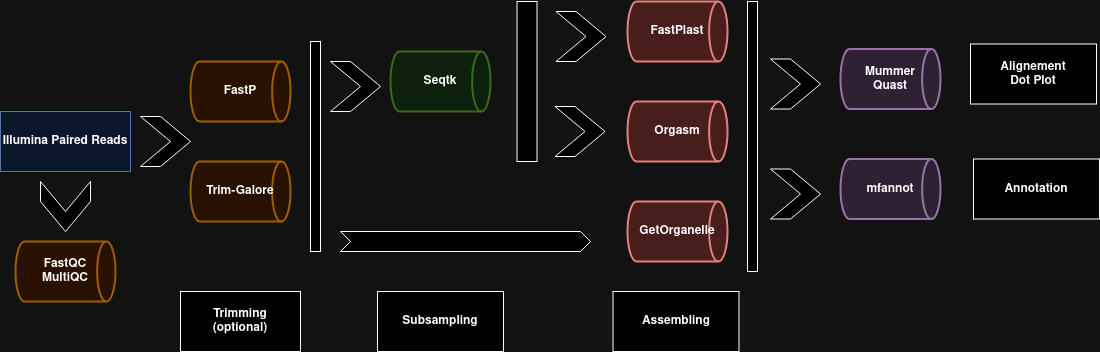 Illumina Paired Reads
FastQC
MultiQC
FastP
Trim-Galore
Trimming
(optional)
Seqtk
Subsampling
FastPlast
Orgasm
GetOrganelle
Assembling
Mummer
Quast
mfannot
Alignement
Dot Plot
Annotation